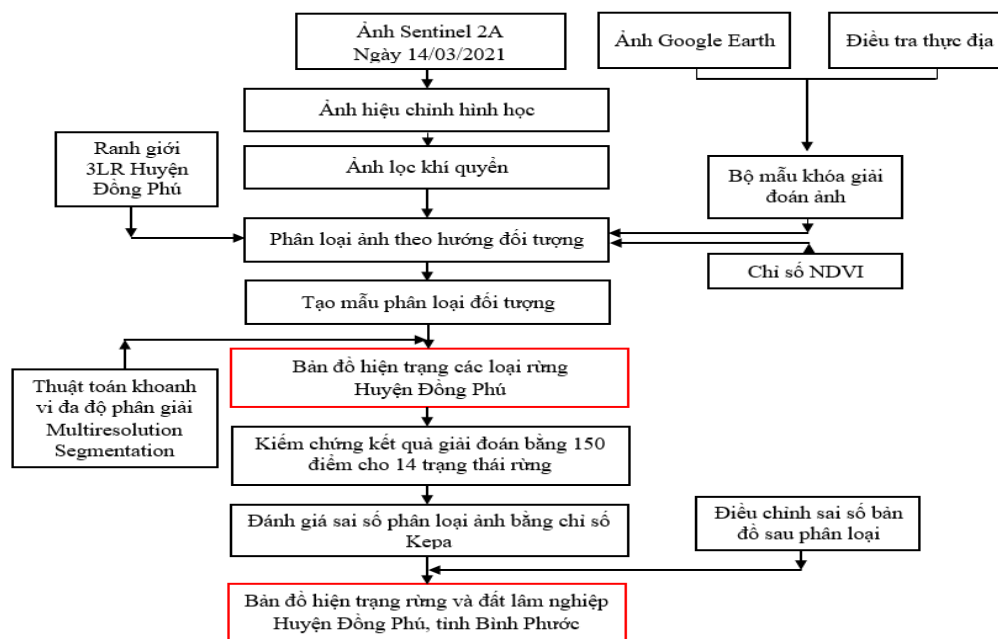 Ảnh Sentinel 2A
Ngày 14/03/2021
Ảnh Google Earth
Điều tra thực địa
Ảnh hiệu chỉnh hình học
Ranh giới
3LR Huyện
Đồng Phú
Ảnh lọc khí quyển
Bộ mẫu khóa giải
đoán ảnh
Phân loại ảnh theo hướng đối tượng
Chỉ số NDVI
Tạo mẫu phân loại đối tượng
Thuật toán khoanh
vi đa độ phân giải
Multiresolution
Segmentation
Bản đồ hiện trạng các loại rừng
Huyện Đồng Phú
Kiểm chứng kết quả giải đoán bằng 150
điểm cho 14 trạng thái rừng
Đánh giá sai số phân loại ảnh bằng chỉ số
Kepa
Điều chỉnh sai số bản
đồ sau phân loại
Bản đồ hiện trạng rừng và đất lâm nghiệp
Huyện Đồng Phú, tỉnh Bình Phước